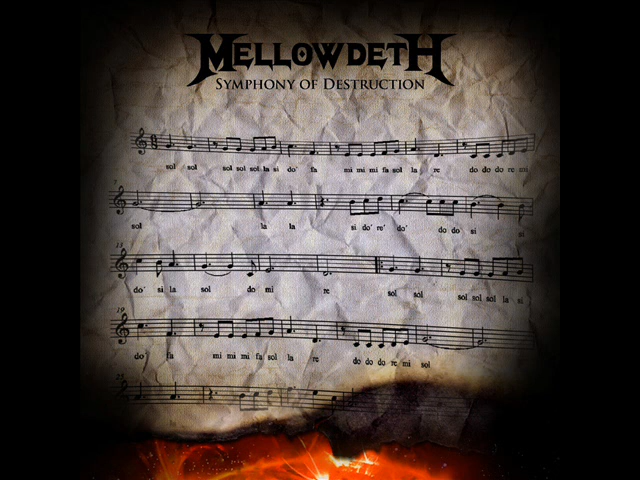 MELLOWDETH
SYMPHONY OF DESTRUCTION
sol sol sol sol sol la si do' fa mi mi mi fa sol la re do do do re mi
sol la la si do' re' do' do do si si
13
do' si la sol do mi re sol sol sol sol sol la si
19
do' fa mi mi mi fa sol la re do do do re mi sol